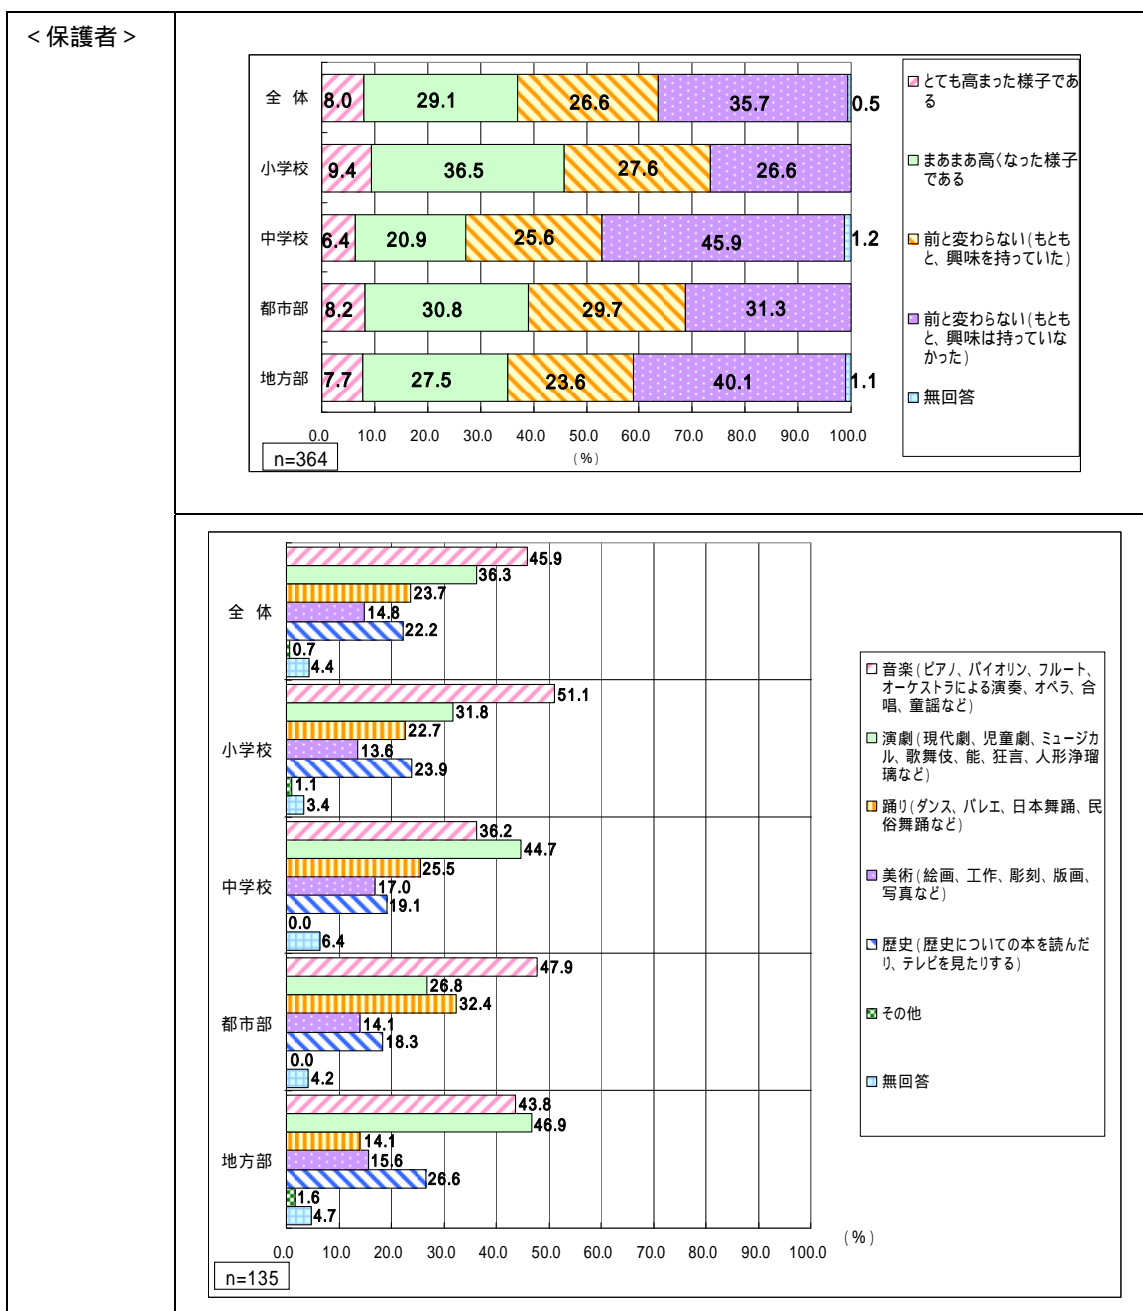 <保護者>
全 体
8.0
29.1
26.6
35.7
0.5
小学校
9.4
36.5
27.6
26.6
中学校
6.4
20.9
25.6
45.9
1.2
都市部
8.2
30.8
29.7
31.3
地方部
7.7
27.5
23.6
40.1
1.1
0.0 10.0 20.0 30.0 40.0 50.0 60.0 70.0 80.0 90.0 100.0
(%)
n=364
とても高まった様子であ
る
まあまあ高くなった様子
である
前と変わらない(もとも
と、興味を持っていた)
前と変わらない(もとも
と、興味は持っていな
かった)
無回答
全 体
45.9
36.3
23.7
14.8
22.2
0.7
4.4
小学校
51.1
31.8
22.7
13.6
23.9
1.1
3.4
中学校
36.2
44.7
25.5
17.0
19.1
0.0
6.4
都市部
47.9
26.8
32.4
14.1
18.3
0.0
4.2
地方部
43.8
46.9
14.1
15.6
26.6
1.6
4.7
0.0 10.0 20.0 30.0 40.0 50.0 60.0 70.0 80.0 90.0 100.0
(%)
n=135
音楽(ピアノ、バイオリン、フルート、
オーケストラによる演奏、オペラ、合
唱、童謡など)
演劇(現代劇、児童劇、ミュージカ
ル、歌舞伎、能、狂言、人形浄瑠
璃など)
踊り(ダンス、バレエ、日本舞踊、民
俗舞踊など)
美術(絵画、工作、彫刻、版画、
写真など)
歴史(歴史についての本を読んだ
り、テレビを見たりする)
その他
無回答